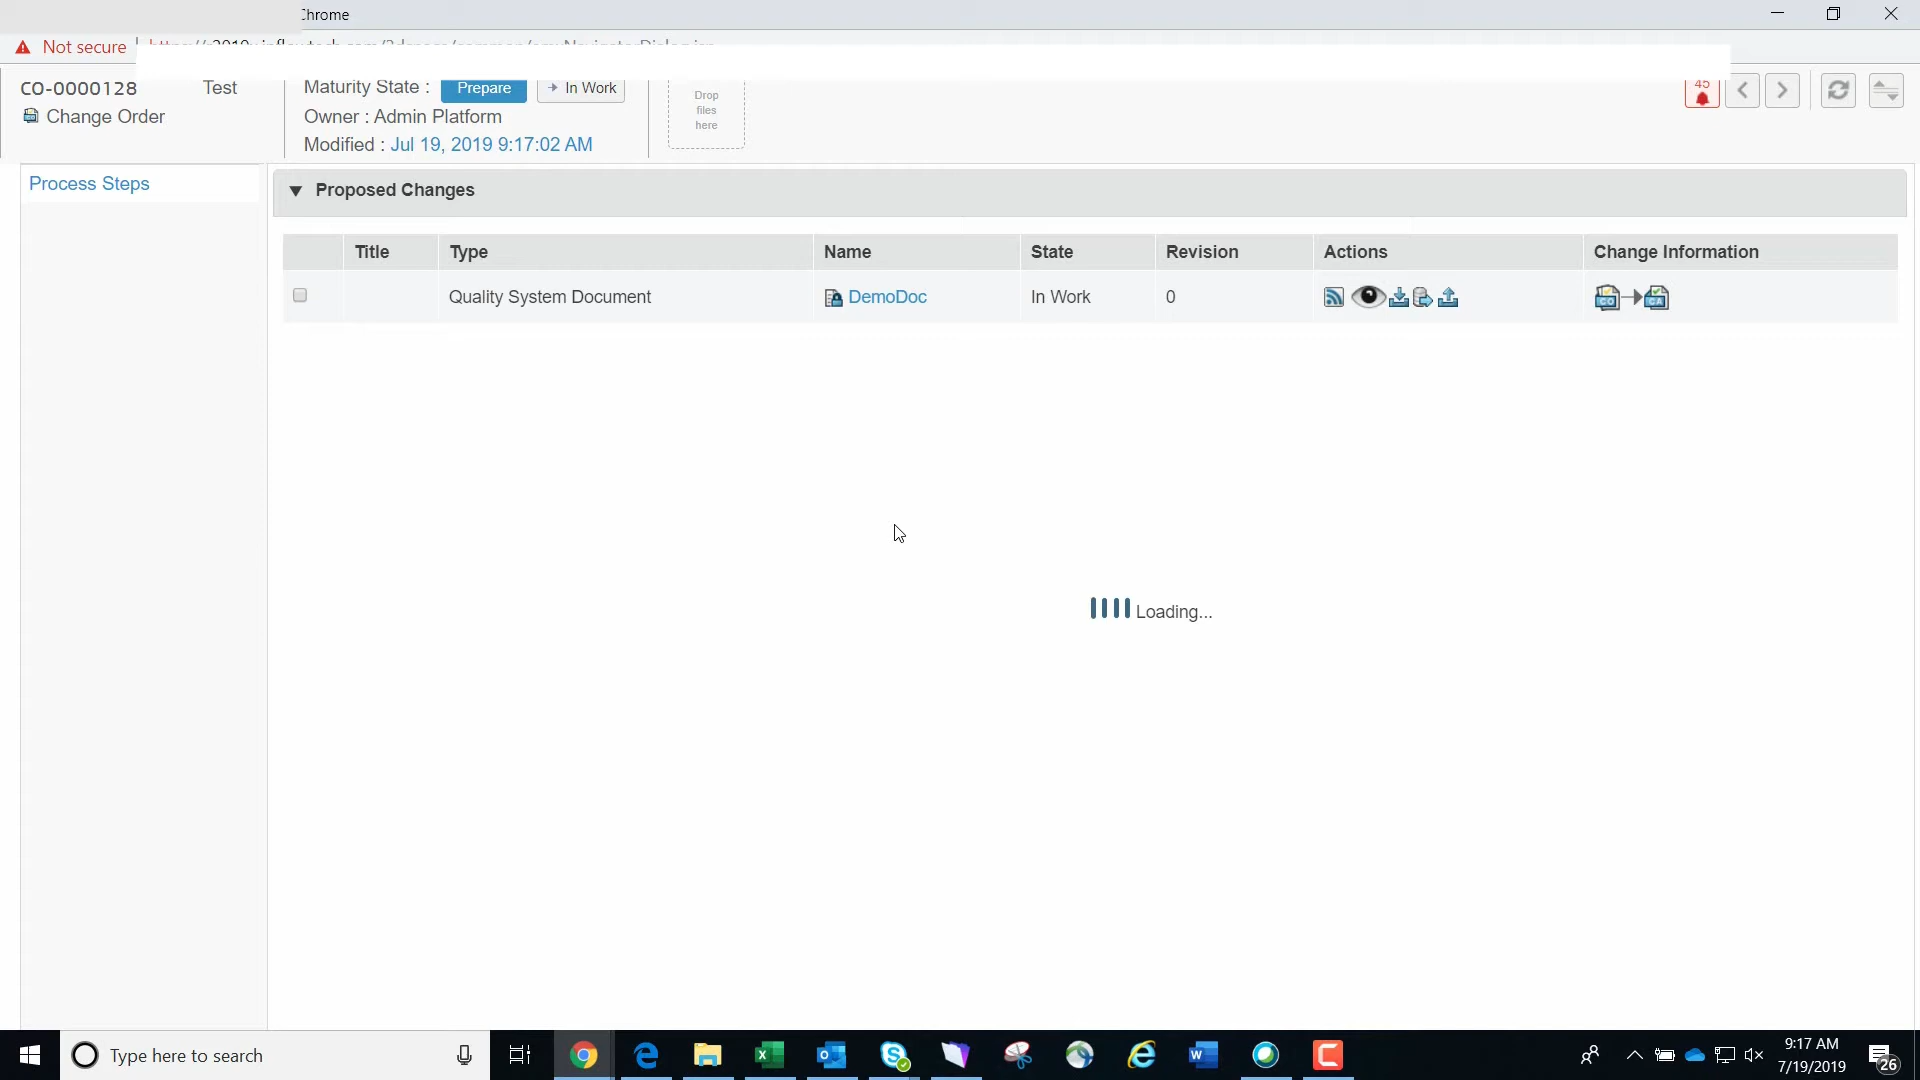 Chrome
Not secure
CO-0000128
Test
Change Order
Maturity State : Prepare In Work
Owner : Admin Platform
Modified : Jul 19, 2019 9:17:02 AM
Drop
files
here
45
Process Steps
Proposed Changes
Title Type Name State Revision Actions Change Information
Quality System Document DemoDoc In Work 0 CO CA
Loading...
Type here to search
9:17 AM
7/19/2019
26